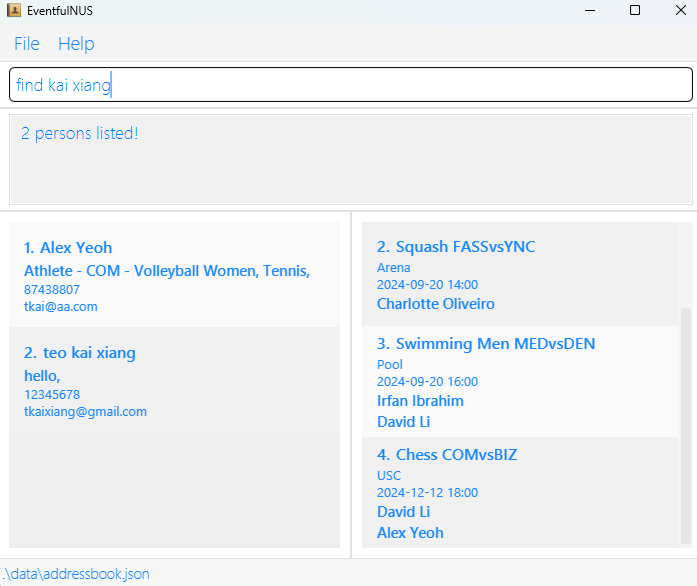 EventfulNUS
File Help
find kai xiang
2 persons listed!
1. Alex Yeoh
Athlete - COM - Volleyball Women, Tennis,
87438807
tkai@aa.com
2. teo kai xiang
hello,
12345678
tkaixiang@gmail.com
2. Squash FASSvsYNC
Arena
2024-09-20 14:00
Charlotte Oliveiro
3. Swimming Men MEDvsDEN
Pool
2024-09-20 16:00
Irfan Ibrahim
David Li
4. Chess COMvsBIZ
USC
2024-12-12 18:00
David Li
Alex Yeoh
.\data\addressbook.json